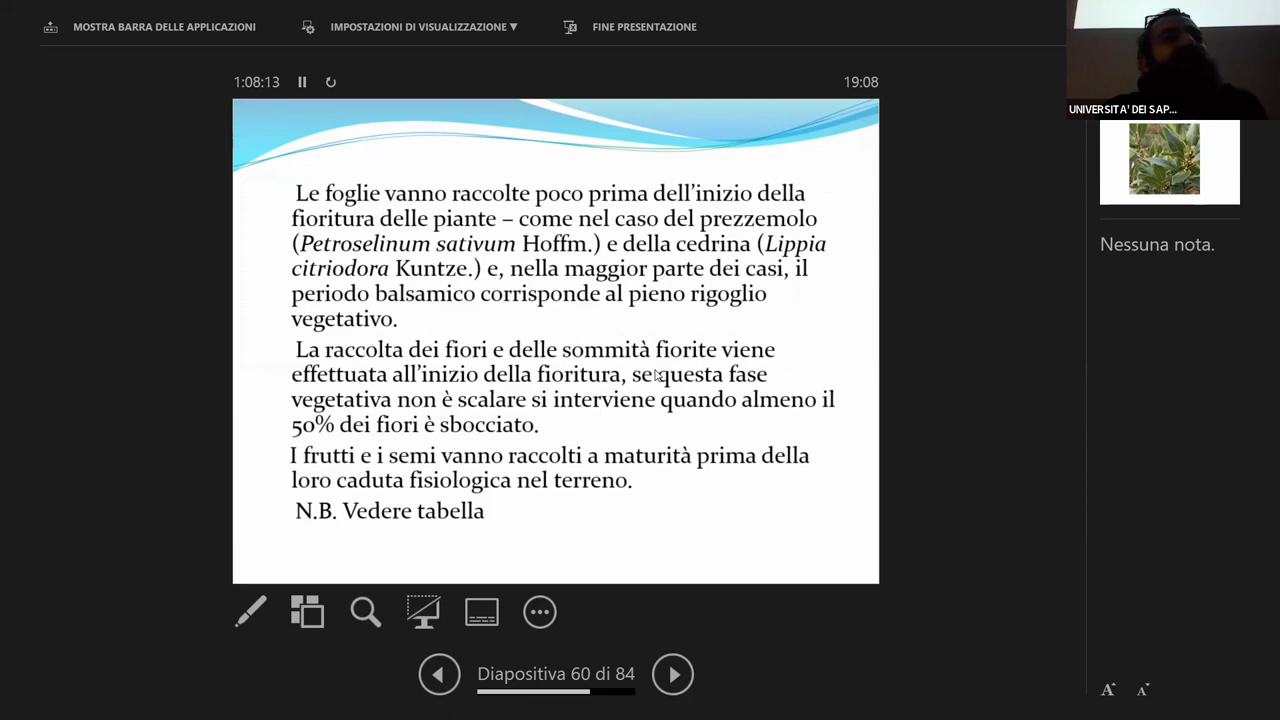 MOSTRA BARRA DELLE APPLICAZIONI
IMPOSTAZIONI DI VISUALIZZAZIONE ▼
FINE PRESENTAZIONE
UNIVERSITA' DEI SAP...
1:08:13
19:08
Le foglie vanno raccolte poco prima dell'inizio della
fioritura delle piante – come nel caso del prezzemolo
(Petroselinum sativum Hoffm.) e della cedrina (Lippia
citriodora Kuntze.) e, nella maggior parte dei casi, il
periodo balsamico corrisponde al pieno rigoglio
vegetativo.
La raccolta dei fiori e delle sommità fiorite viene
effettuata all'inizio della fioritura, se questa fase
vegetativa non è scalare si interviene quando almeno il
50% dei fiori è sbocciato.
I frutti e i semi vanno raccolti a maturità prima della
loro caduta fisiologica nel terreno.
N.B. Vedere tabella
Nessuna nota.
Diapositiva 60 di 84
A A